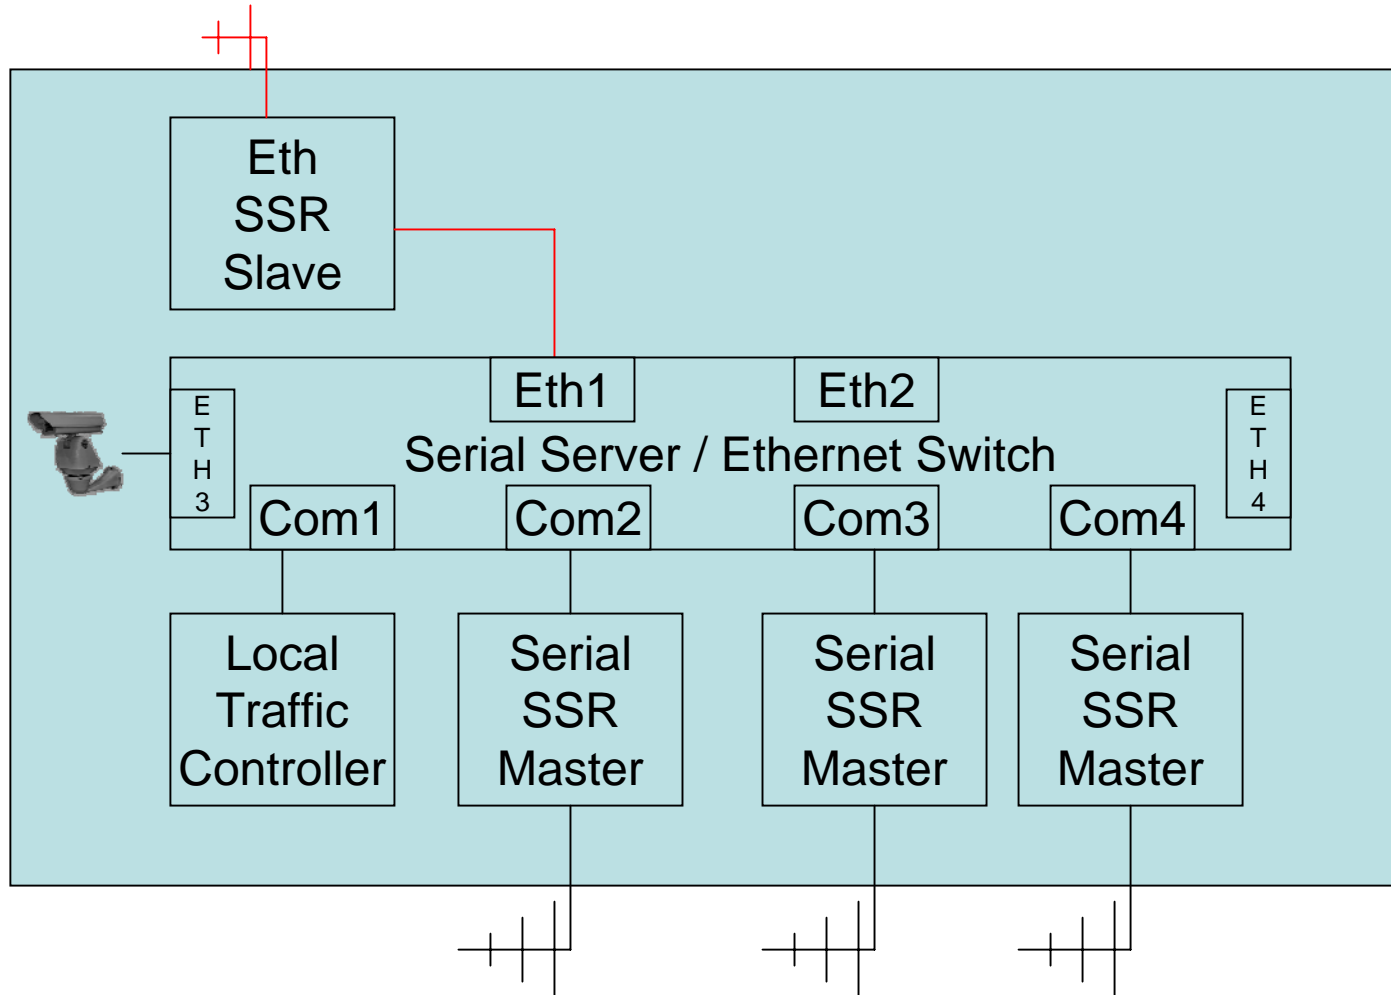 Eth
SSR
Slave
Eth1
Eth2
E
T
H
3
E
T
H
4
Serial Server / Ethernet Switch
Com1
Com2
Com3
Com4
Local
Traffic
Controller
Serial
SSR
Master
Serial
SSR
Master
Serial
SSR
Master